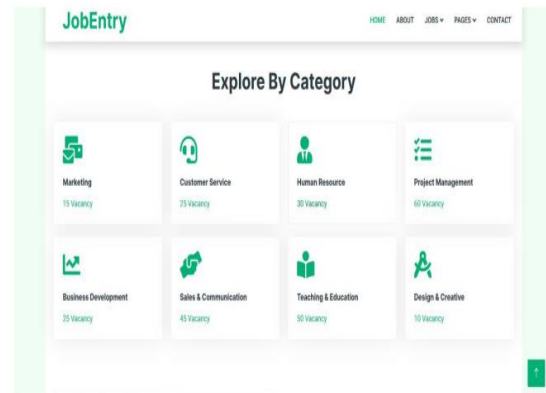 JobEntry
HOME ABOUT JOBS PAGES CONTACT
Explore By Category
Marketing
15 Vacancy
Customer Service
25 Vacancy
Human Resource
30 Vacancy
Project Management
60 Vacancy
Business Development
25 Vacancy
Sales & Communication
45 Vacancy
Teaching & Education
50 Vacancy
Design & Creative
10 Vacancy